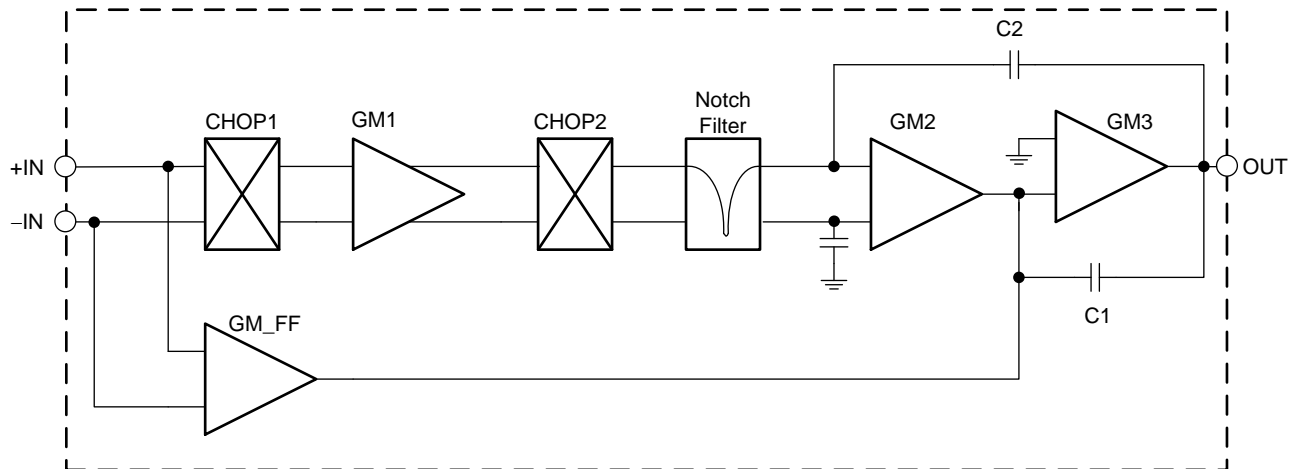 C2
Notch
Filter
CHOP1
GM1
CHOP2
GM2
GM3
+IN
OUT
−IN
C1
GM_FF